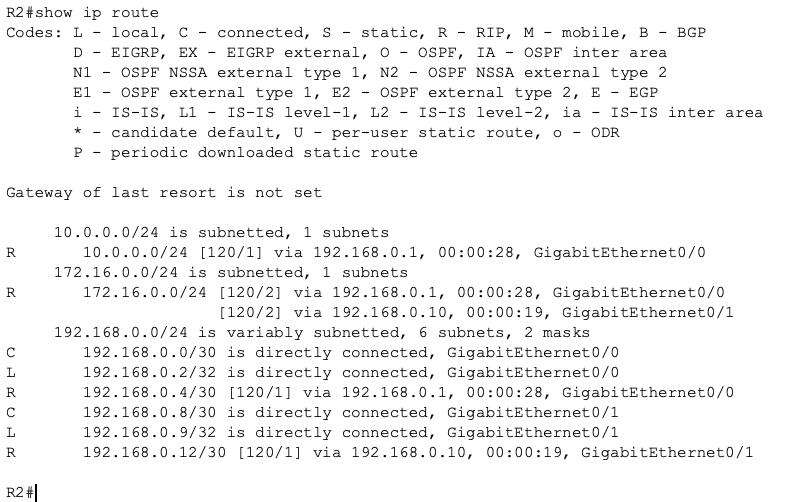 R2#show ip route
Codes: L - local, C - connected, S - static, R - RIP, M - mobile, B - BGP
       D - EIGRP, EX - EIGRP external, O - OSPF, IA - OSPF inter area
       N1 - OSPF NSSA external type 1, N2 - OSPF NSSA external type 2
       E1 - OSPF external type 1, E2 - OSPF external type 2, E - EGP
       i - IS-IS, L1 - IS-IS level-1, L2 - IS-IS level-2, ia - IS-IS inter area
       * - candidate default, U - per-user static route, o - ODR
       P - periodic downloaded static route

Gateway of last resort is not set

     10.0.0.0/24 is subnetted, 1 subnets
R       10.0.0.0/24 [120/1] via 192.168.0.1, 00:00:28, GigabitEthernet0/0
     172.16.0.0/24 is subnetted, 1 subnets
R       172.16.0.0/24 [120/2] via 192.168.0.1, 00:00:28, GigabitEthernet0/0
                      [120/2] via 192.168.0.10, 00:00:19, GigabitEthernet0/1
     192.168.0.0/24 is variably subnetted, 6 subnets, 2 masks
C       192.168.0.0/30 is directly connected, GigabitEthernet0/0
L       192.168.0.2/32 is directly connected, GigabitEthernet0/0
R       192.168.0.4/30 [120/1] via 192.168.0.1, 00:00:28, GigabitEthernet0/0
C       192.168.0.8/30 is directly connected, GigabitEthernet0/1
L       192.168.0.9/32 is directly connected, GigabitEthernet0/1
R       192.168.0.12/30 [120/1] via 192.168.0.10, 00:00:19, GigabitEthernet0/1

R2#